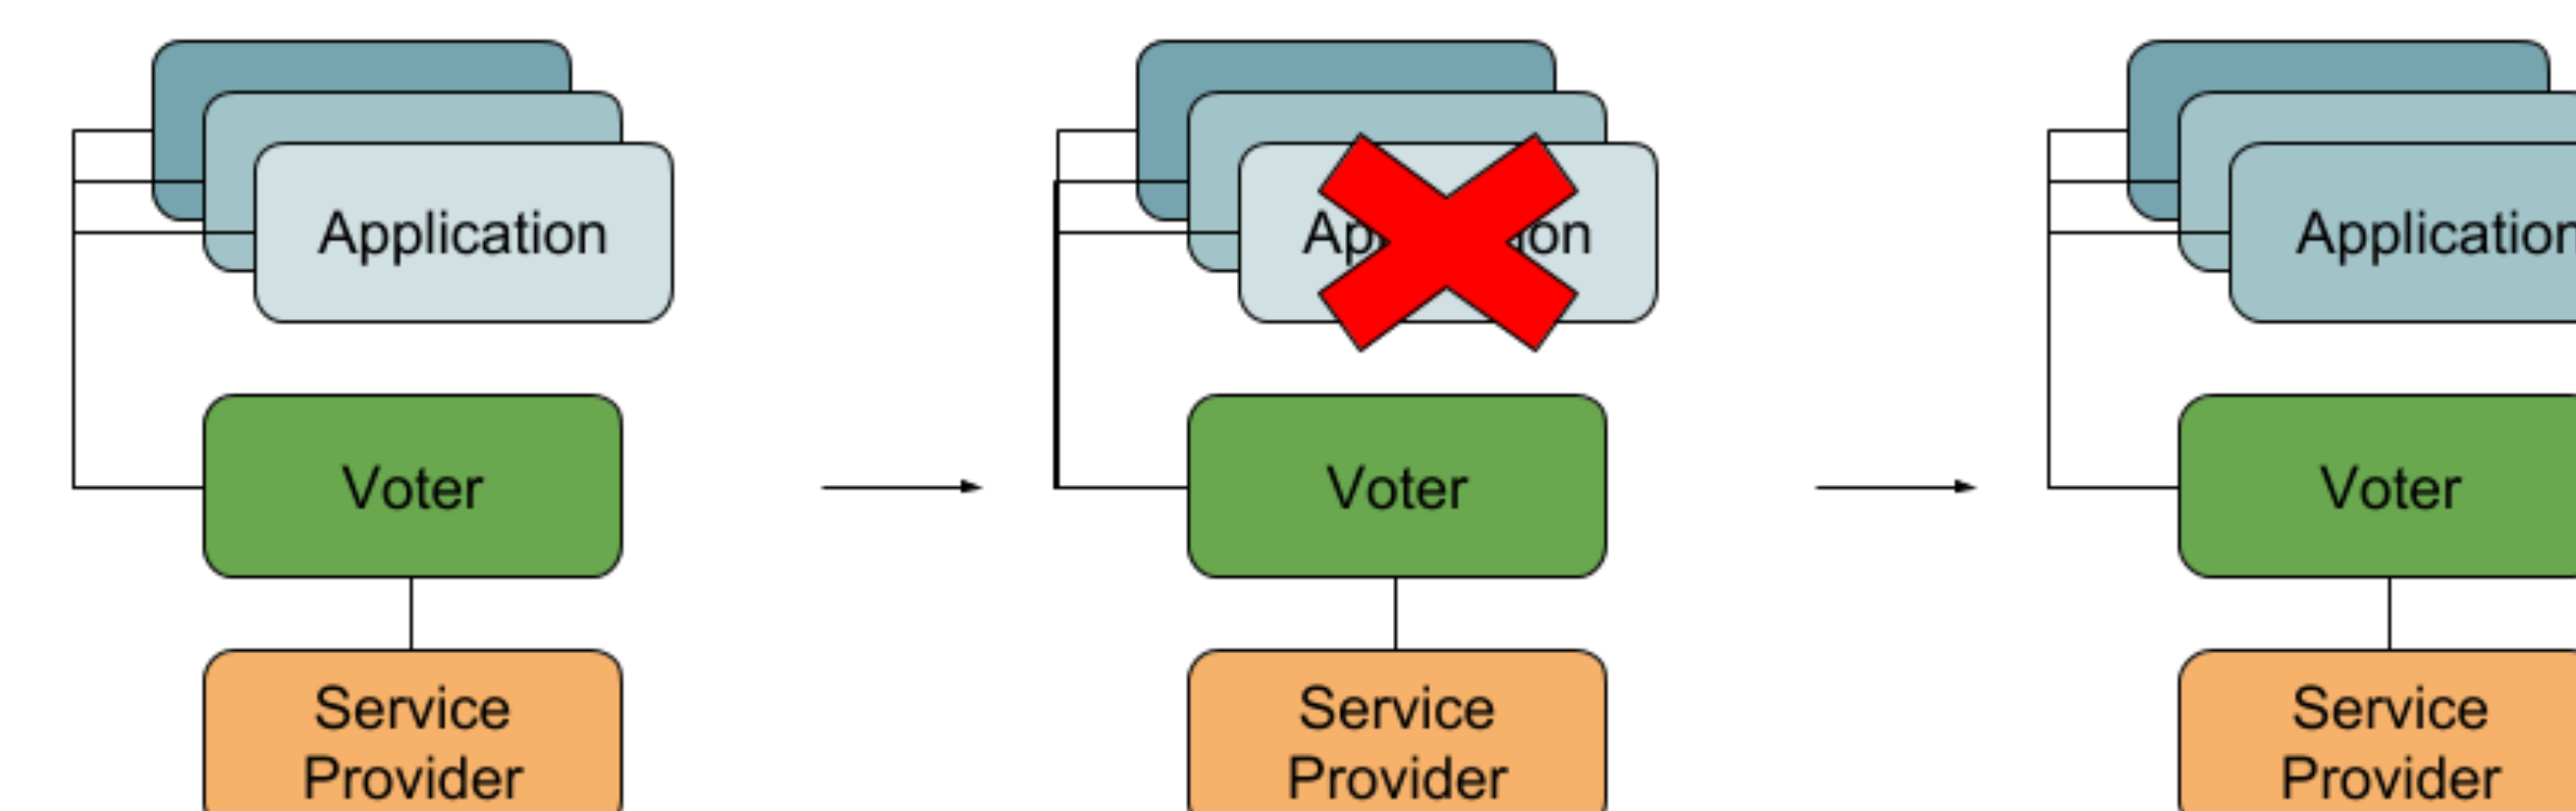 Application
Application
Voter
Voter
Voter
Service
Provider
Service
Provider
Service
Provider